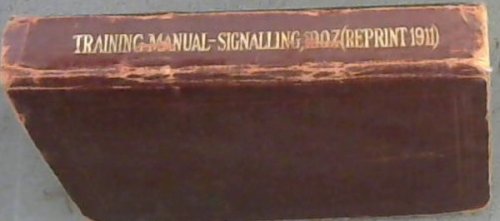 TRAINING-MANUAL-SIGNALLING, 1907 (REPRINT 1911)